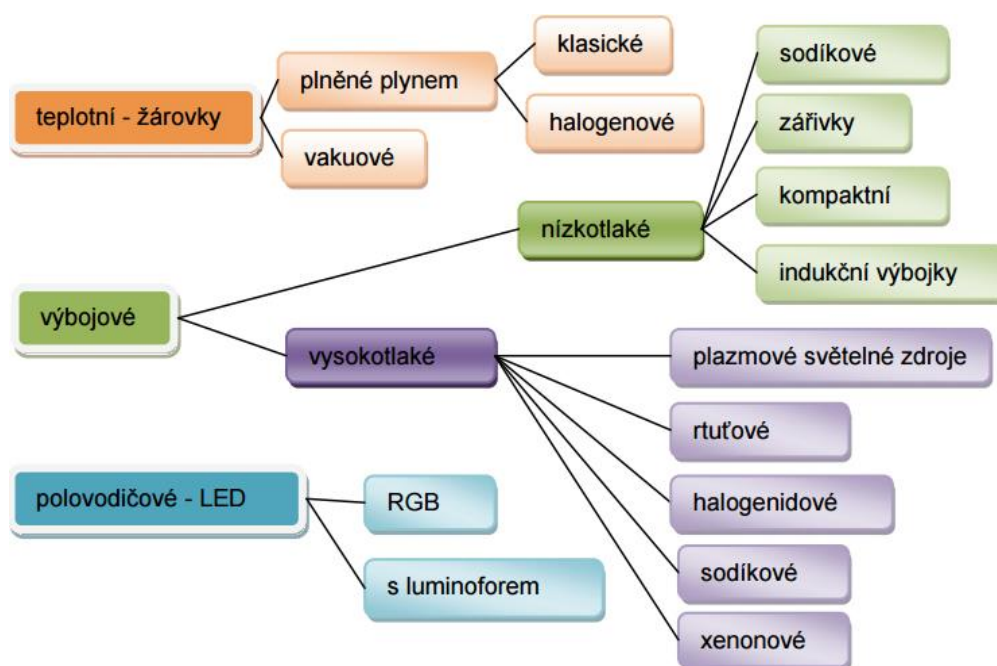 teplotní - žárovky
plněné plynem
klasické
halogenové
vakuové
výbojové
nízkotlaké
sodíkové
zářivky
kompaktní
indukční výbojky
vysokotlaké
plazmové světelné zdroje
rtuťové
halogenidové
sodíkové
xenonové
polovodičové - LED
RGB
s luminoforem